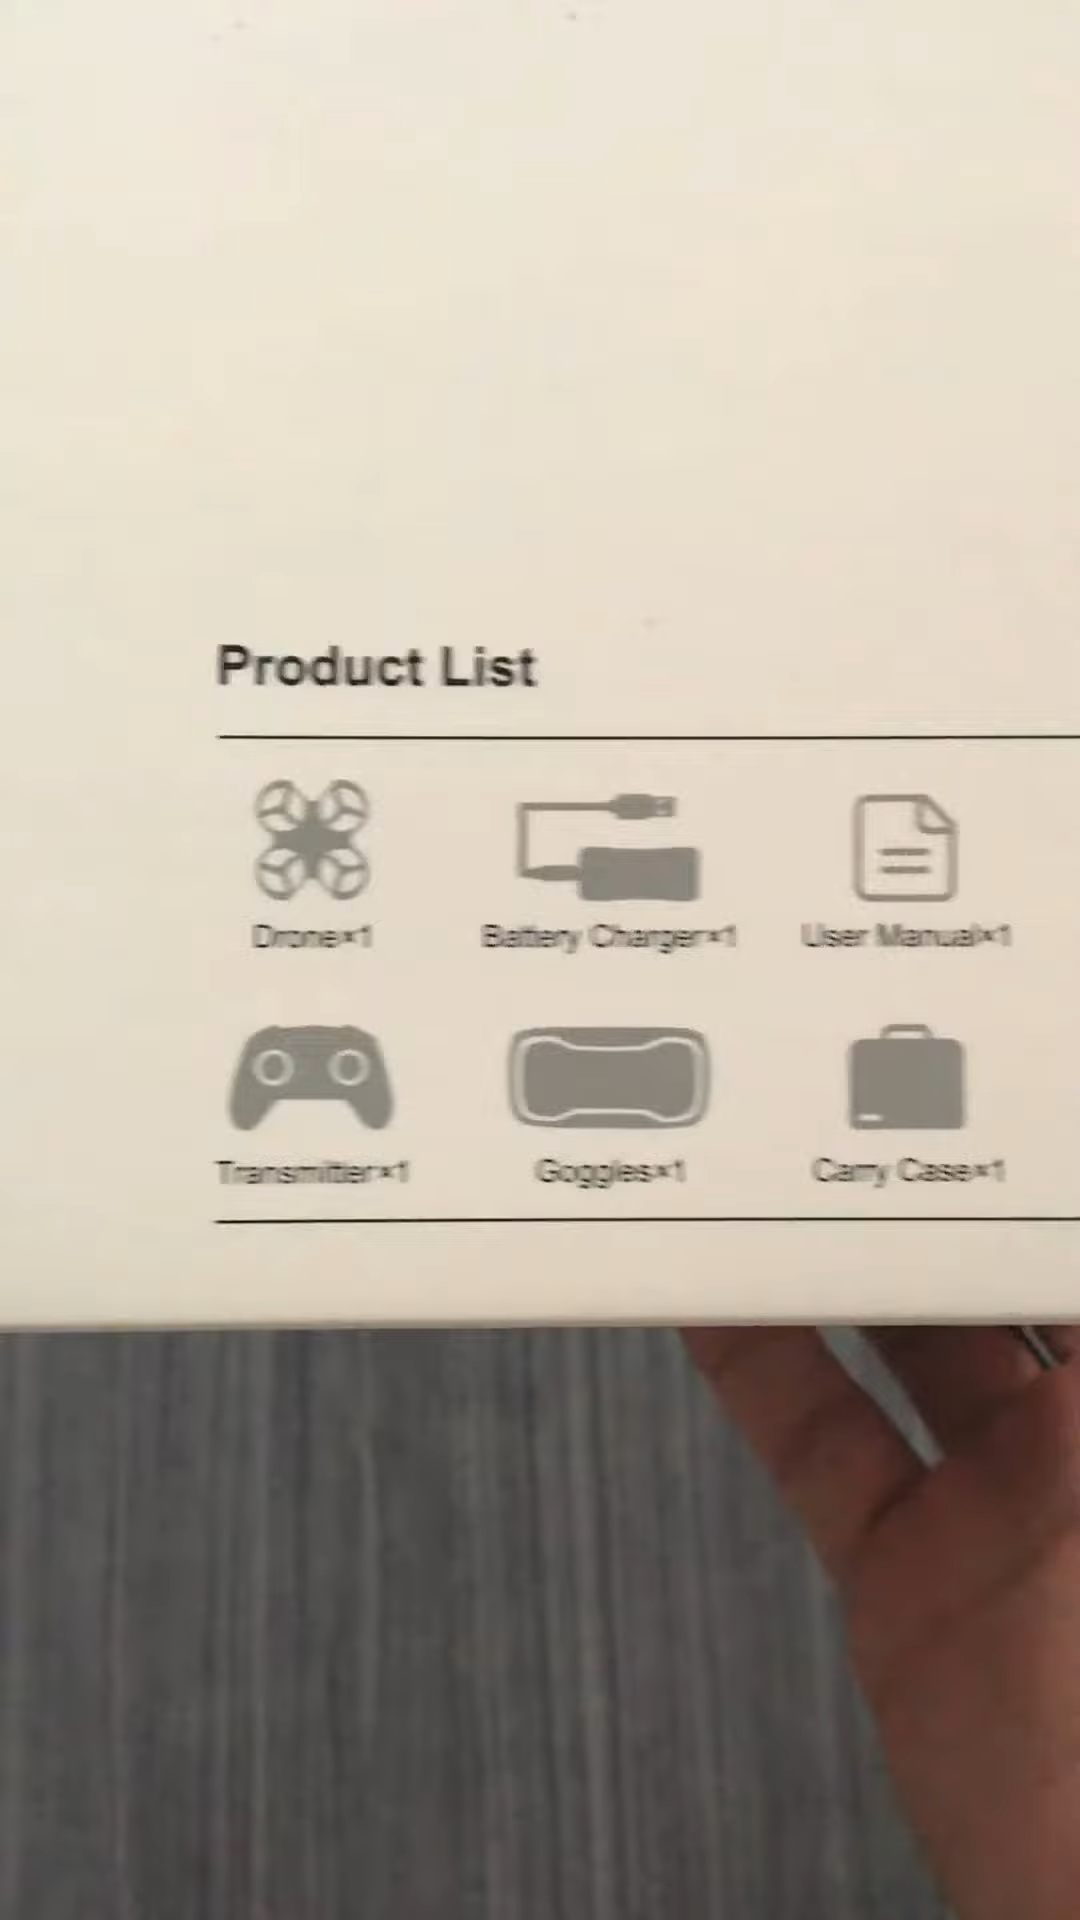 Product List
Drone×1 Battery Charger×1 User Manual×1
Transmitter×1 Goggles×1 Carry Case×1